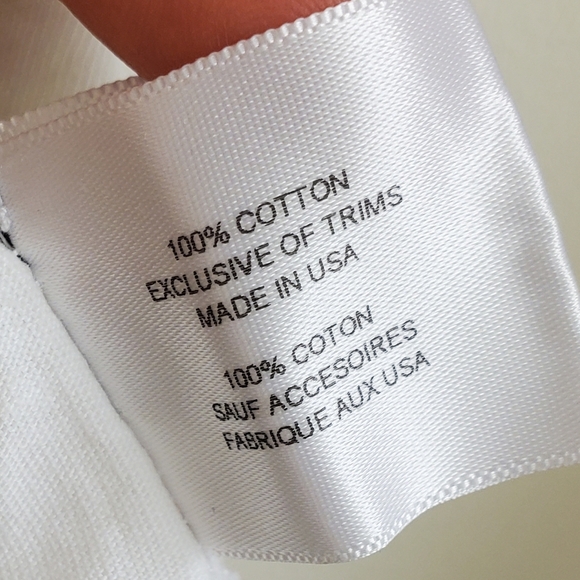 100% COTTON
EXCLUSIVE OF TRIMS
MADE IN USA
100% COTON
SAUF ACCESOIRES
FABRIQUE AUX USA